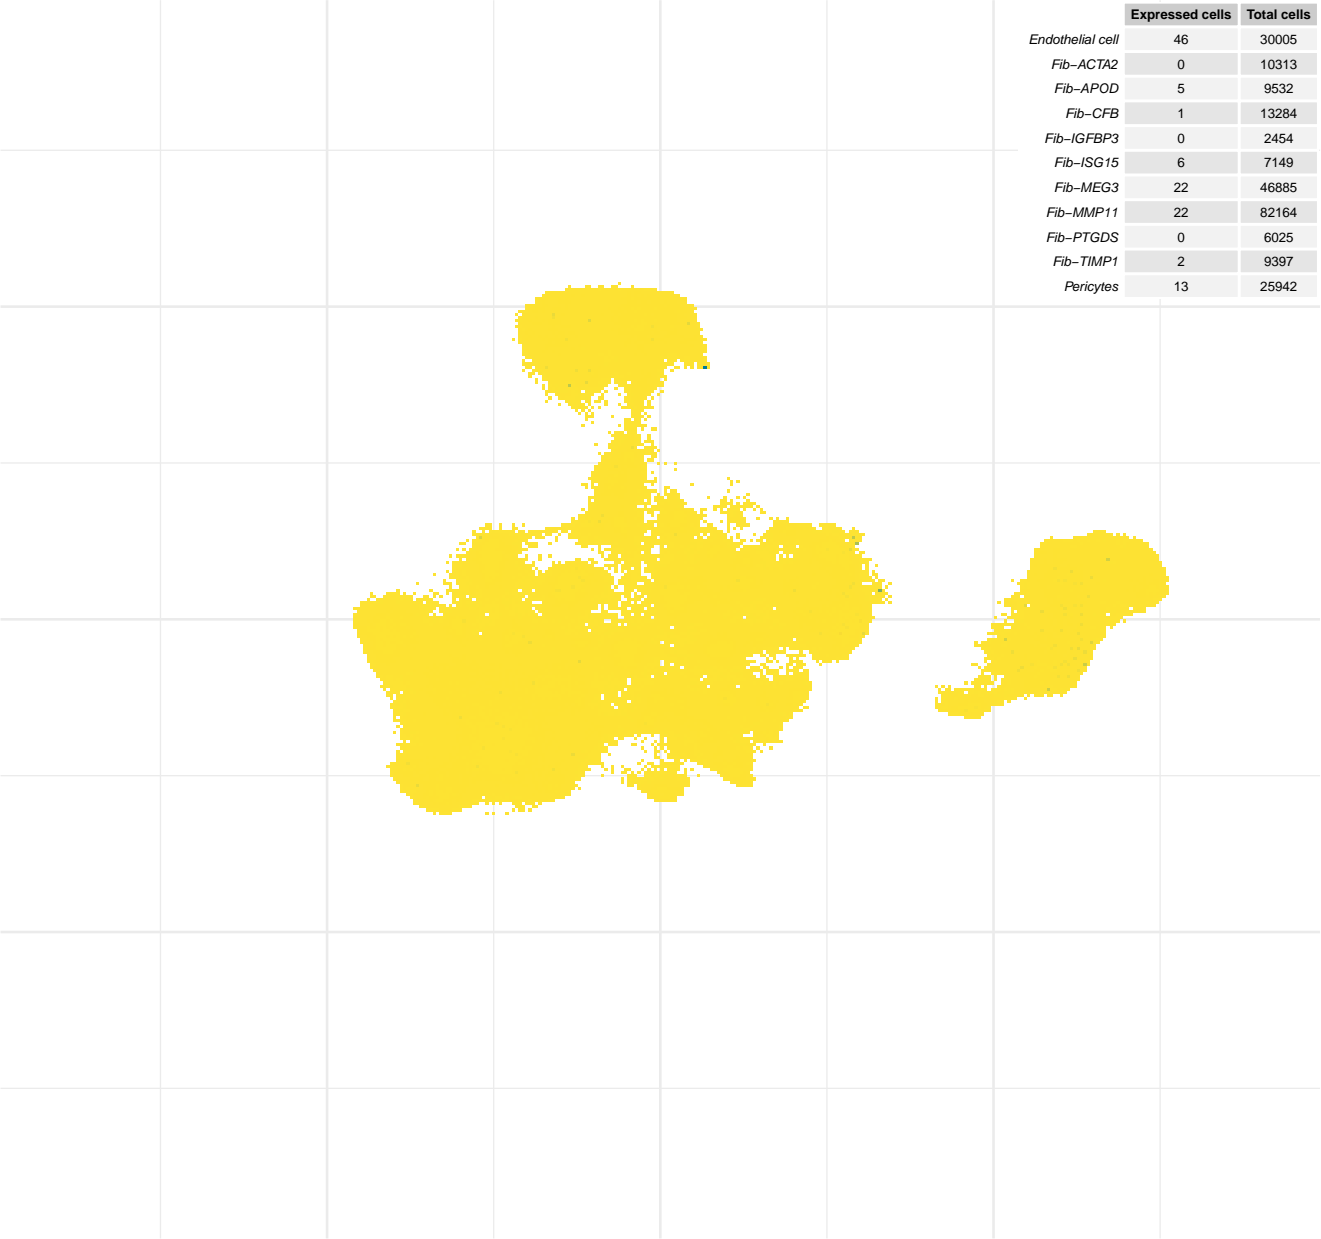 Expressed cells Total cells
Endothelial cell 46 30005
Fib−ACTA2 0 10313
Fib−APOD 5 9532
Fib−CFB 1 13284
Fib−IGFBP3 0 2454
Fib−ISG15 6 7149
Fib−MEG3 22 46885
Fib−MMP11 22 82164
Fib−PTGDS 0 6025
Fib−TIMP1 2 9397
Pericytes 13 25942